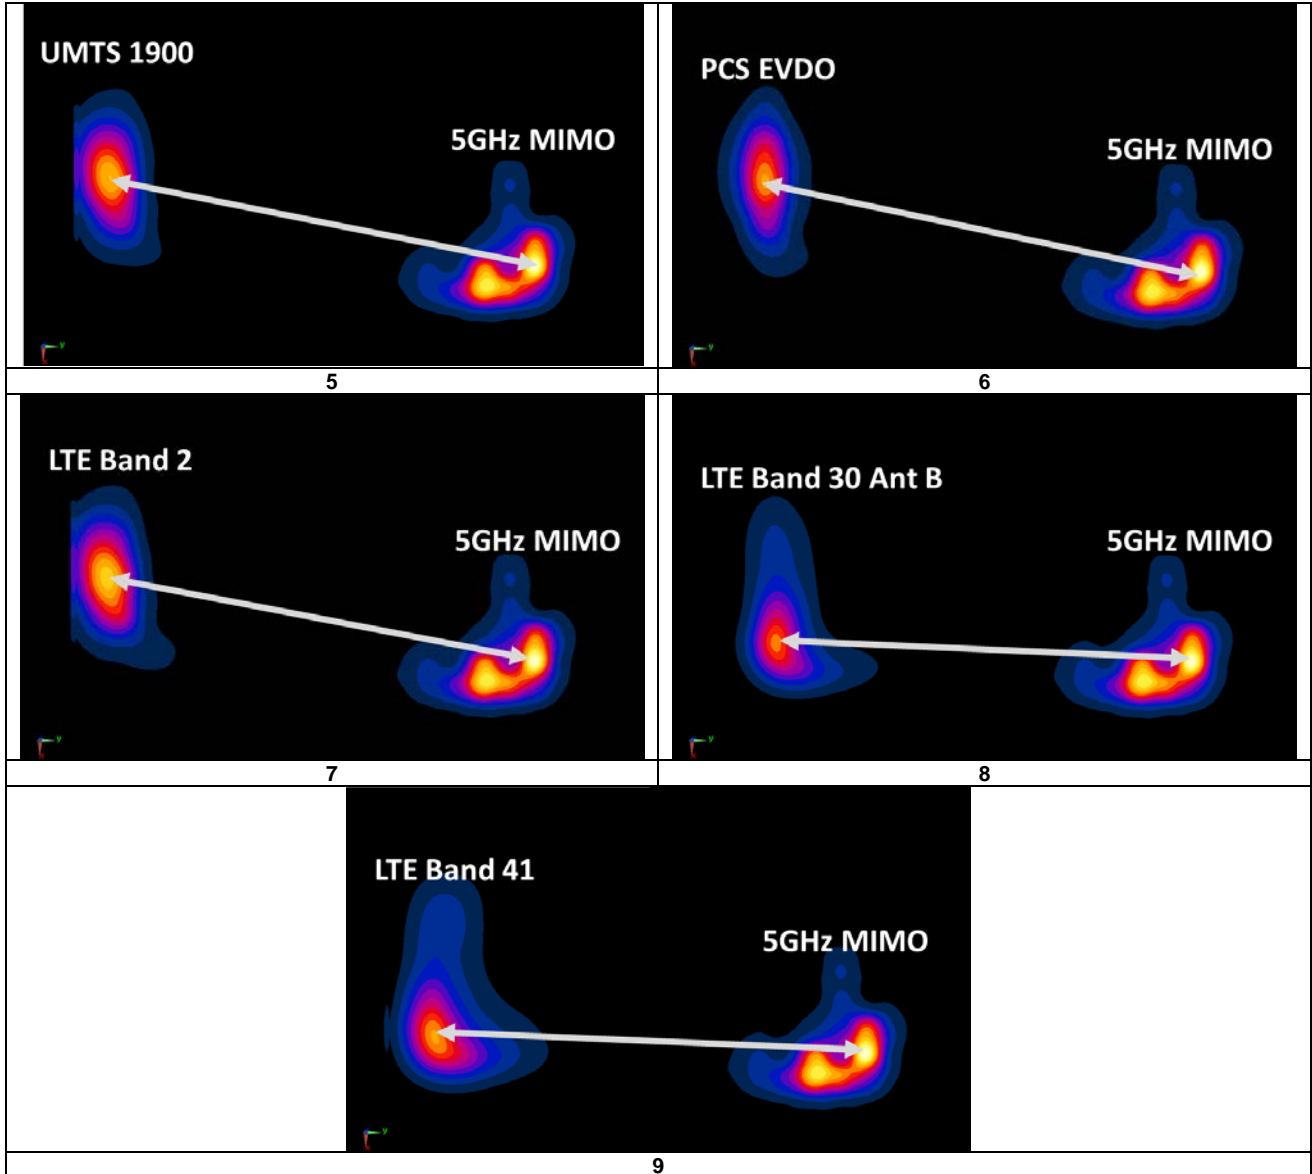 UMTS 1900
5GHz MIMO
y
5
PCS EVDO
5GHz MIMO
y
6
LTE Band 2
5GHz MIMO
y
7
LTE Band 30 Ant B
5GHz MIMO
y
8
LTE Band 41
5GHz MIMO
y
9